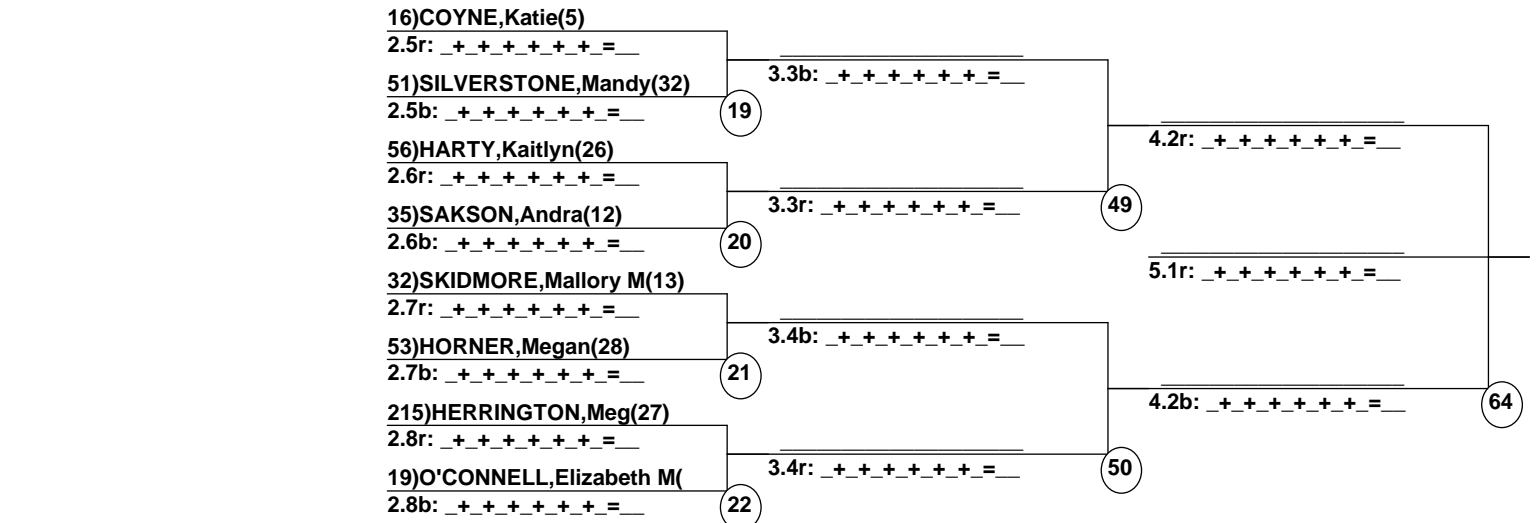 16)COYNE,Katie(5)
2.5r: _+_+_+_+_+_=__
51)SILVERSTONE,Mandy(32)
2.5b: _+_+_+_+_+_=__
19
56)HARTY,Kaitlyn(26)
2.6r: _+_+_+_+_+_=__
35)SAKSON,Andra(12)
2.6b: _+_+_+_+_+_=__
20
32)SKIDMORE,Mallory M(13)
2.7r: _+_+_+_+_+_=__
53)HORNER,Megan(28)
2.7b: _+_+_+_+_+_=__
21
215)HERRINGTON,Meg(27)
2.8r: _+_+_+_+_+_=__
19)O'CONNELL,Elizabeth M(
2.8b: _+_+_+_+_+_=__
22
3.3b: _+_+_+_+_+_=__
3.3r: _+_+_+_+_+_=__
49
3.4b: _+_+_+_+_+_=__
3.4r: _+_+_+_+_+_=__
50
4.2r: _+_+_+_+_+_=__
5.1r: _+_+_+_+_+_=__
4.2b: _+_+_+_+_+_=__
64